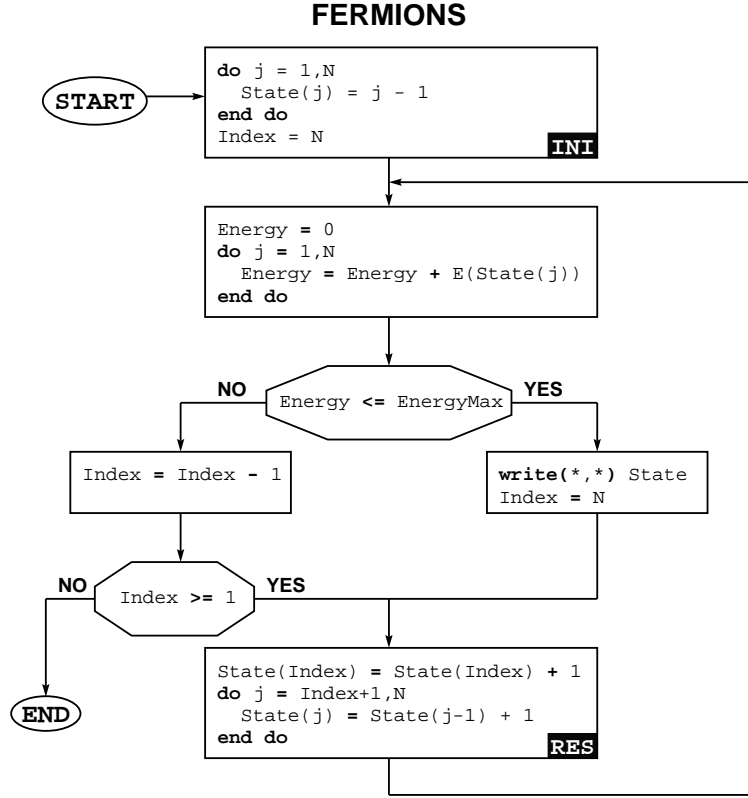 FERMIONS
START
do j = 1,N
State(j) = j - 1
end do
Index = N
INI
Energy = 0
do j = 1,N
Energy = Energy + E(State(j))
end do
NO
Energy <= EnergyMax
YES
Index = Index - 1
write(*,*) State
Index = N
NO
Index >= 1
YES
END
State(Index) = State(Index) + 1
do j = Index+1,N
State(j) = State(j-1) + 1
end do
RES